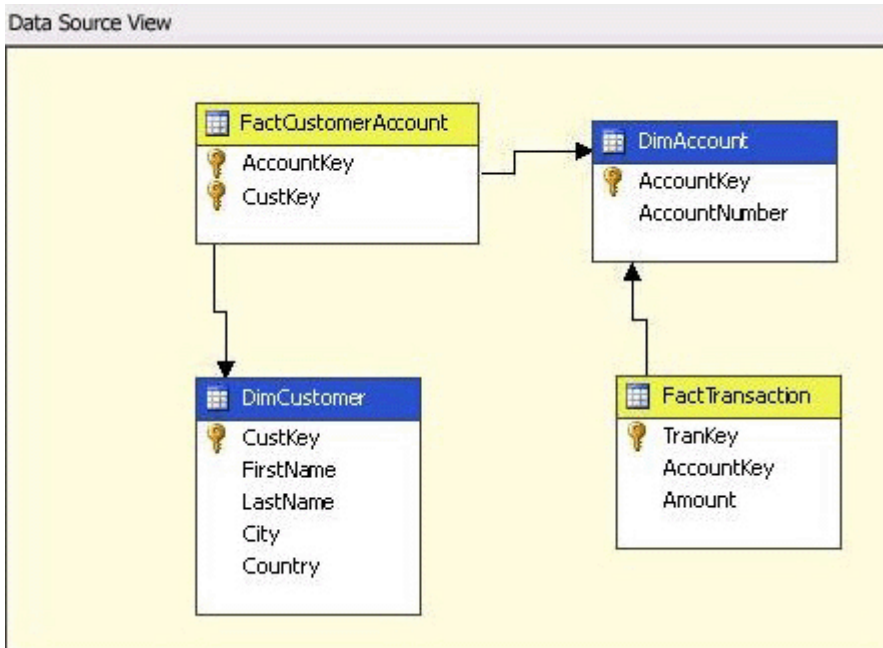 Data Source View
FactCustomerAccount
AccountKey
CustKey
DimAccount
AccountKey
AccountNumber
DimCustomer
CustKey
FirstName
LastName
City
Country
FactTransaction
TranKey
AccountKey
Amount